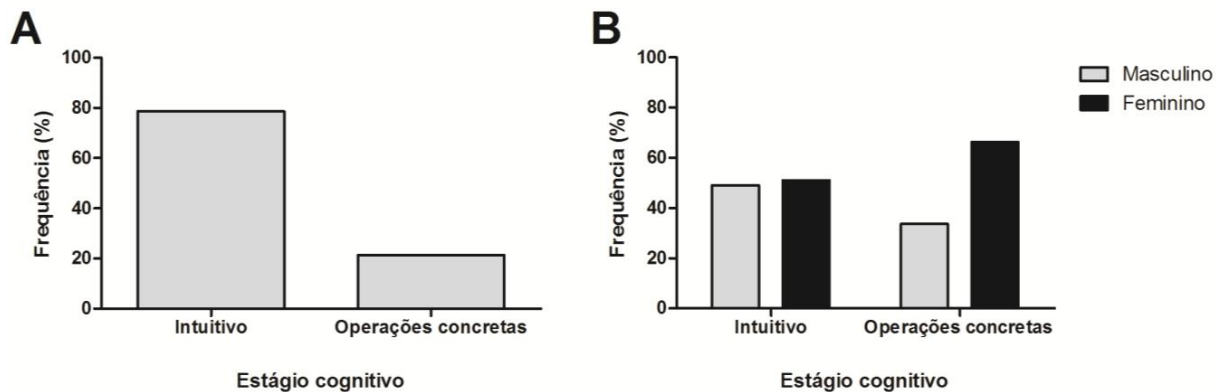 A
Frequência (%)
100
80
60
40
20
0
Intuitivo
Operações concretas
Estágio cognitivo
B
Frequência (%)
100
80
60
40
20
0
Intuitivo
Operações concretas
Estágio cognitivo
Masculino
Feminino